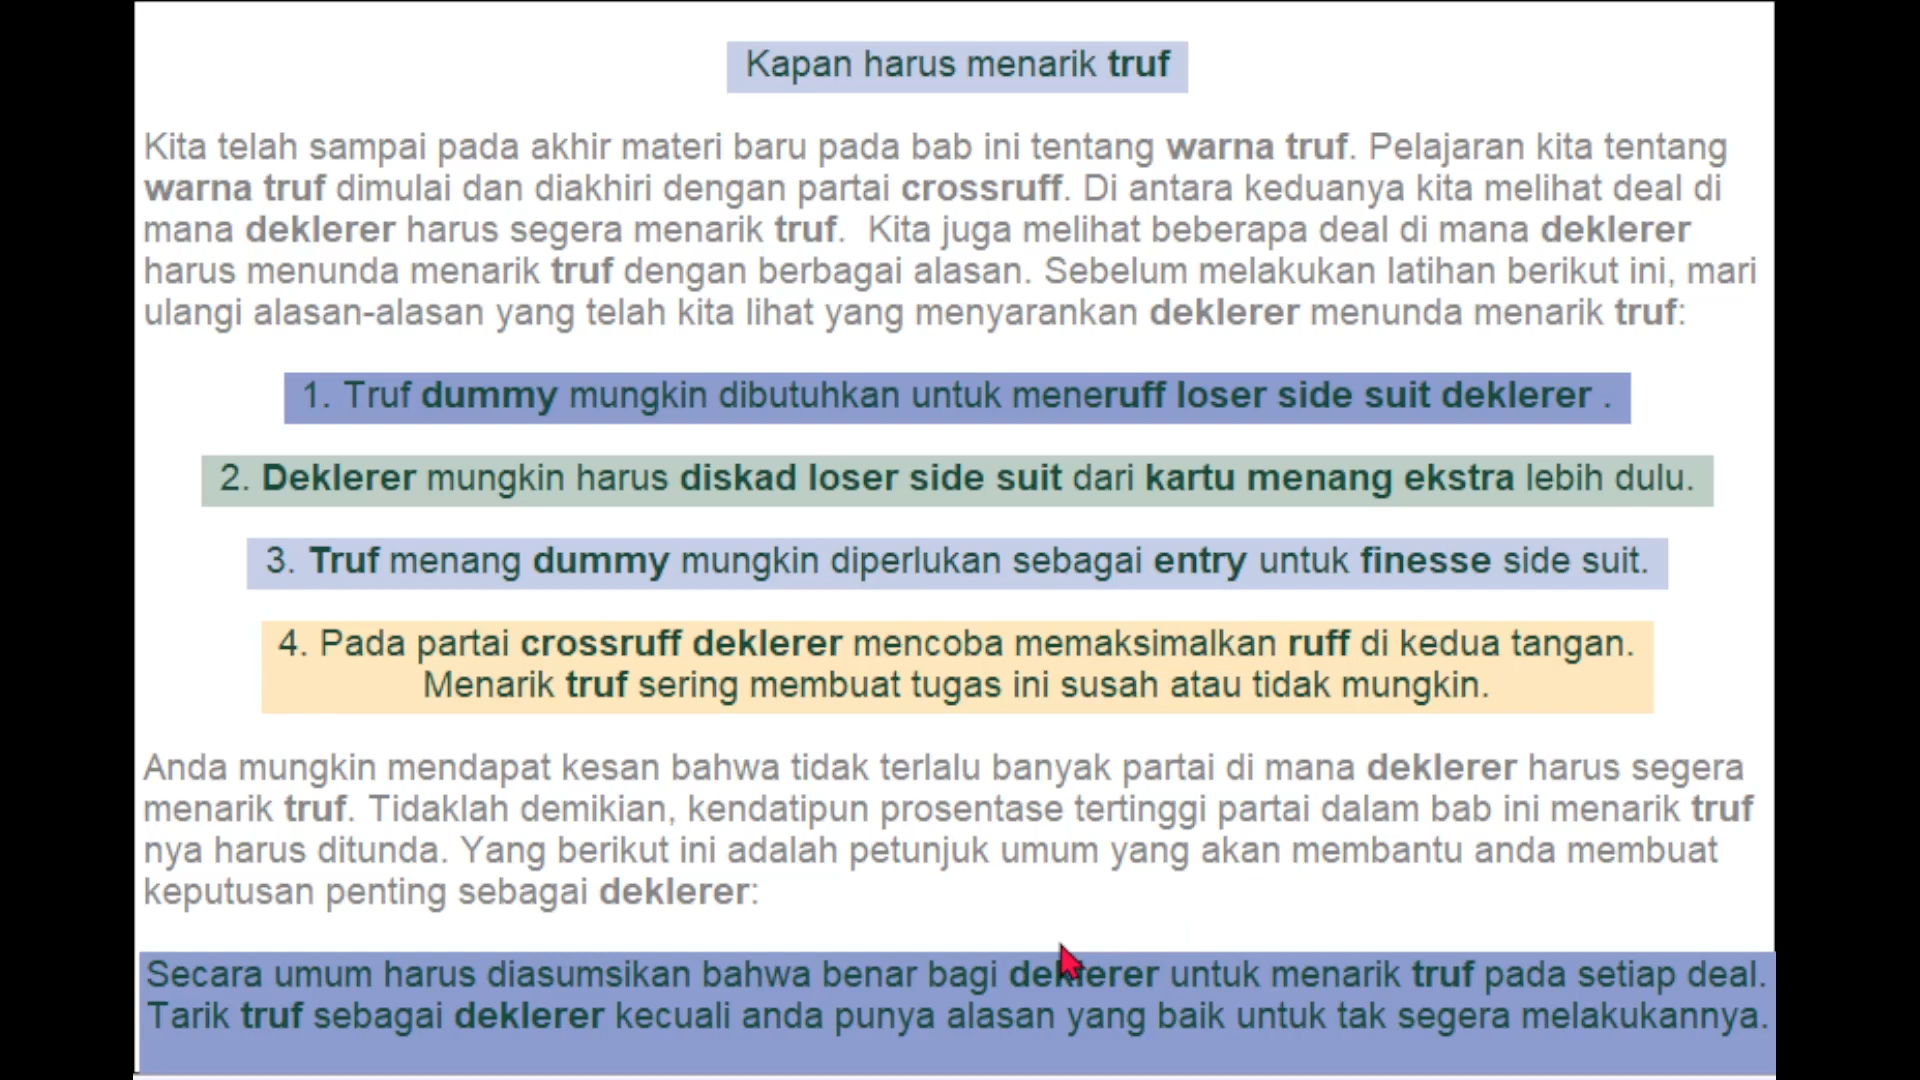 Kapan harus menarik truf
Kita telah sampai pada akhir materi baru pada bab ini tentang warna truf. Pelajaran kita tentang
warna truf dimulai dan diakhiri dengan partai crossruff. Di antara keduanya kita melihat deal di
mana deklerer harus segera menarik truf.  Kita juga melihat beberapa deal di mana deklerer
harus menunda menarik truf dengan berbagai alasan. Sebelum melakukan latihan berikut ini, mari
ulangi alasan-alasan yang telah kita lihat yang menyarankan deklerer menunda menarik truf:
1. Truf dummy mungkin dibutuhkan untuk meneruff loser side suit deklerer .
2. Deklerer mungkin harus diskad loser side suit dari kartu menang ekstra lebih dulu.
3. Truf menang dummy mungkin diperlukan sebagai entry untuk finesse side suit.
4. Pada partai crossruff deklerer mencoba memaksimalkan ruff di kedua tangan.
Menarik truf sering membuat tugas ini susah atau tidak mungkin.
Anda mungkin mendapat kesan bahwa tidak terlalu banyak partai di mana deklerer harus segera
menarik truf. Tidaklah demikian, kendatipun prosentase tertinggi partai dalam bab ini menarik truf
nya harus ditunda. Yang berikut ini adalah petunjuk umum yang akan membantu anda membuat
keputusan penting sebagai deklerer:
Secara umum harus diasumsikan bahwa benar bagi deklerer untuk menarik truf pada setiap deal.
Tarik truf sebagai deklerer kecuali anda punya alasan yang baik untuk tak segera melakukannya.